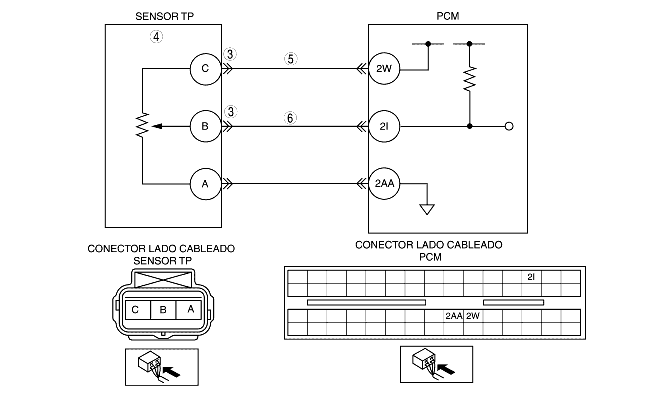 SENSOR TP
PCM
4
C
3
5
2W
B
3
6
2I
A
2AA
CONECTOR LADO CABLEADO
SENSOR TP
C B A
CONECTOR LADO CABLEADO
PCM
2I
2AA 2W